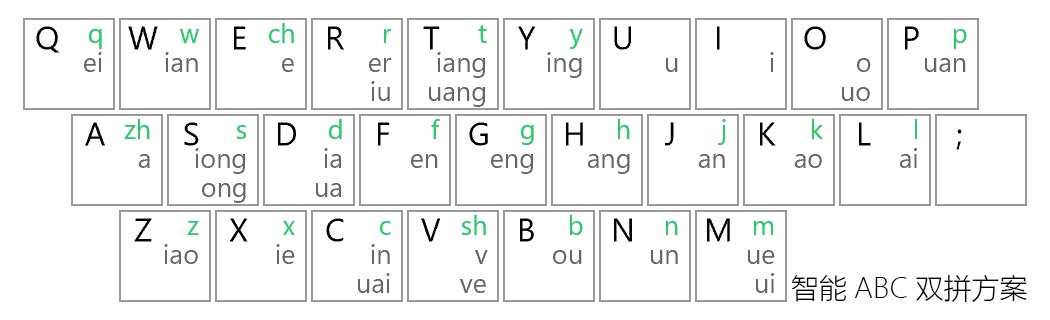 Q q W w E ch R r T t Y y U I O P p
ei ian e er iang ing u i o uan
iu uang uo
A zh S s D d F f G g H h J j K k L l ;
a iong ia en eng ang an ao ai
ong ua
Z z X x C c V sh B b N n M m
iao ie in v ou un ue
uai ve ui
智能 ABC 双拼方案